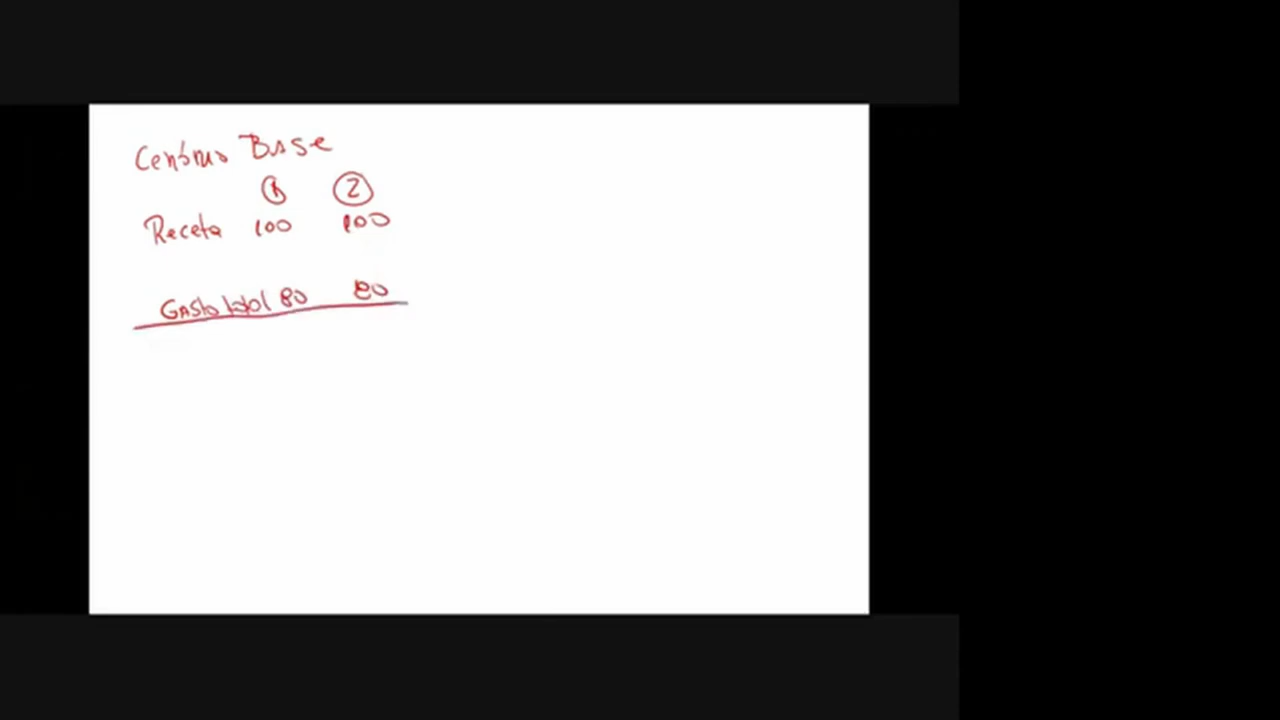 Cenário Base
① ②
Receita 100 100
Gasto total 80 80